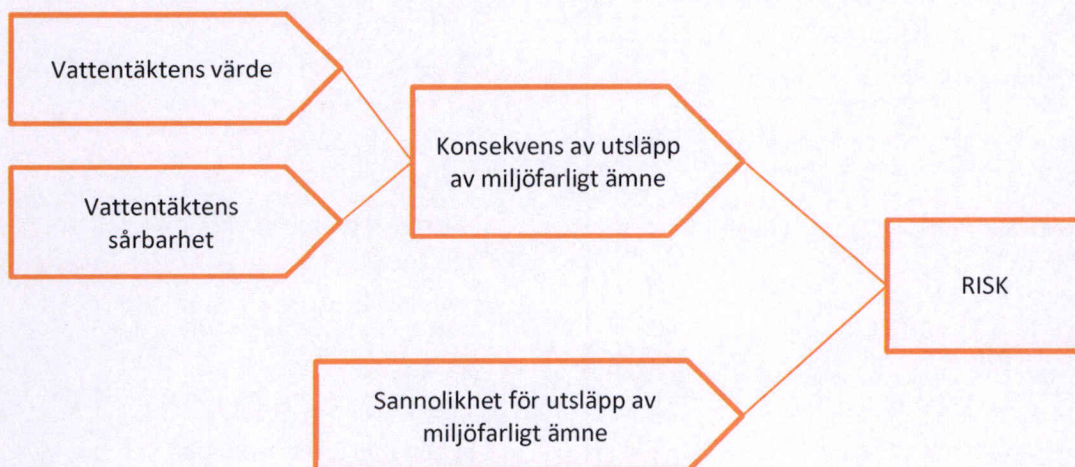 Vattentäktens värde
Vattentäktens
sårbarhet
Konsekvens av utsläpp
av miljöfarligt ämne
Sannolikhet för utsläpp av
miljöfarligt ämne
RISK